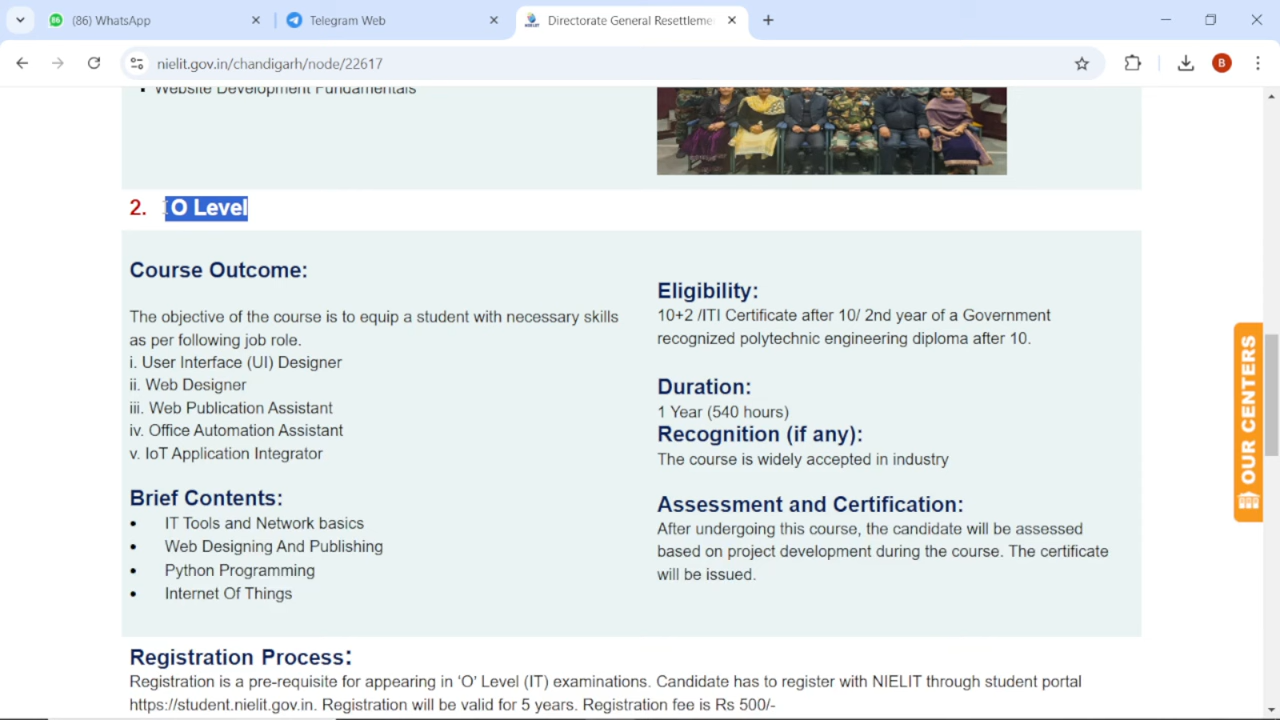 (86) WhatsApp
Telegram Web
Directorate General Resettleme
nielit.gov.in/chandigarh/node/22617
B
Website Development Fundamentals
2. O Level
Course Outcome:
The objective of the course is to equip a student with necessary skills
as per following job role.
i. User Interface (UI) Designer
ii. Web Designer
iii. Web Publication Assistant
iv. Office Automation Assistant
v. IoT Application Integrator
Brief Contents:
• IT Tools and Network basics
• Web Designing And Publishing
• Python Programming
• Internet Of Things
Eligibility:
10+2 /ITI Certificate after 10/ 2nd year of a Government
recognized polytechnic engineering diploma after 10.
Duration:
1 Year (540 hours)
Recognition (if any):
The course is widely accepted in industry
Assessment and Certification:
After undergoing this course, the candidate will be assessed
based on project development during the course. The certificate
will be issued.
OUR CENTERS
Registration Process:
Registration is a pre-requisite for appearing in ‘O’ Level (IT) examinations. Candidate has to register with NIELIT through student portal
https://student.nielit.gov.in. Registration will be valid for 5 years. Registration fee is Rs 500/-